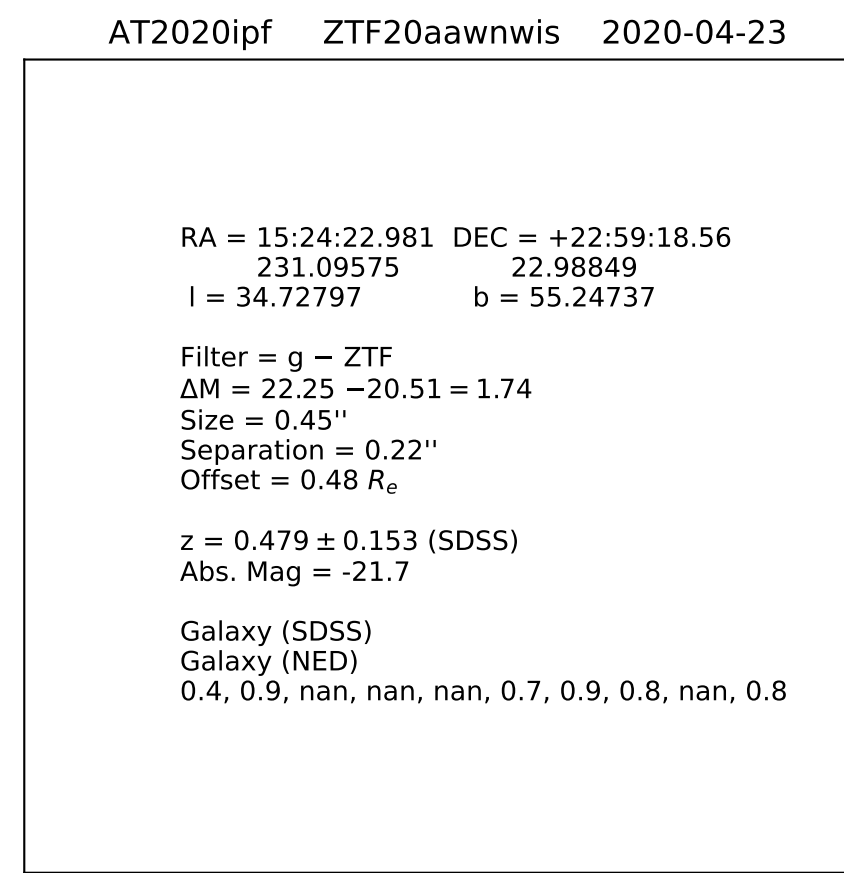 AT2020ipf ZTF20aawnwis 2020-04-23
RA = 15:24:22.981 DEC = +22:59:18.56
231.09575 22.98849
l = 34.72797 b = 55.24737
Filter = g − ZTF
ΔM = 22.25 −20.51 = 1.74
Size = 0.45''
Separation = 0.22''
Offset = 0.48 Re
z = 0.479 ± 0.153 (SDSS)
Abs. Mag = -21.7
Galaxy (SDSS)
Galaxy (NED)
0.4, 0.9, nan, nan, nan, 0.7, 0.9, 0.8, nan, 0.8